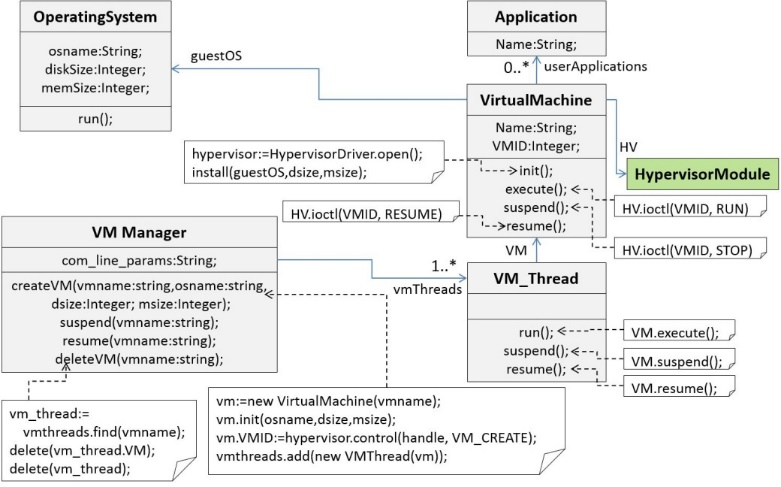 OperatingSystem
osname:String;
diskSize:Integer;
memSize:Integer;
run();
guestOS
Application
Name:String;
0..*
userApplications
VirtualMachine
Name:String;
VMID:Integer;
init();
execute();
suspend();
resume();
HV
HypervisorModule
hypervisor:=HypervisorDriver.open();
install(guestOS,dsize,msize);
HV.ioctl(VMID, RESUME)
HV.ioctl(VMID, RUN)
HV.ioctl(VMID, STOP)
VM Manager
com_line_params:String;
createVM(vmname:string,osname:string,
dsize:Integer; msize:Integer);
suspend(vmname:string);
resume(vmname:string);
deleteVM(vmname:string);
1..*
vmThreads
VM
VM_Thread
run();
suspend();
resume();
VM.execute();
VM.suspend();
VM.resume();
vm_thread:=
vmthreads.find(vmname);
delete(vm_thread.VM);
delete(vm_thread);
vm:=new VirtualMachine(vmname);
vm.init(osname,dsize,msize);
vm.VMID:=hypervisor.control(handle, VM_CREATE);
vmthreads.add(new VMThread(vm));